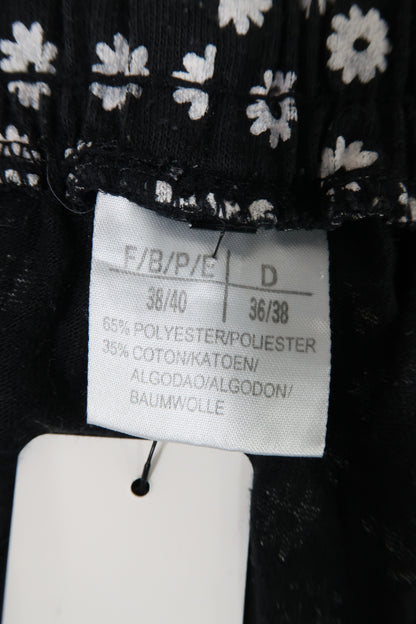 F/B/P/E D
38/40 36/38
65% POLYESTER/POLIESTER
35% COTON/KATOEN/
ALGODAO/ALGODON/
BAUMWOLLE